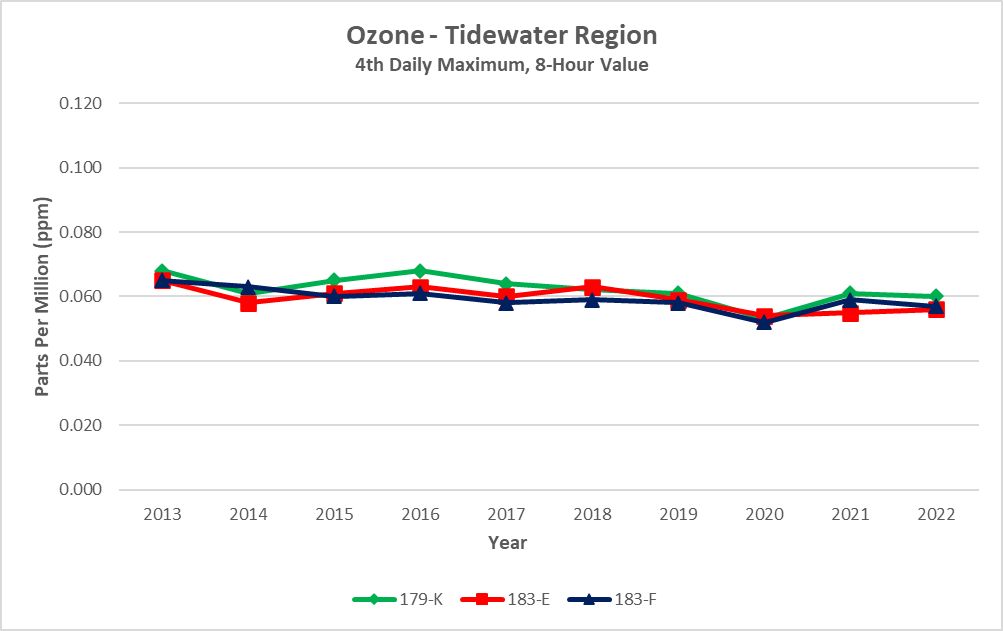 Ozone - Tidewater Region
4th Daily Maximum, 8-Hour Value
Parts Per Million (ppm)
0.120
0.100
0.080
0.060
0.040
0.020
0.000
2013 2014 2015 2016 2017 2018 2019 2020 2021 2022
Year
179-K 183-E 183-F